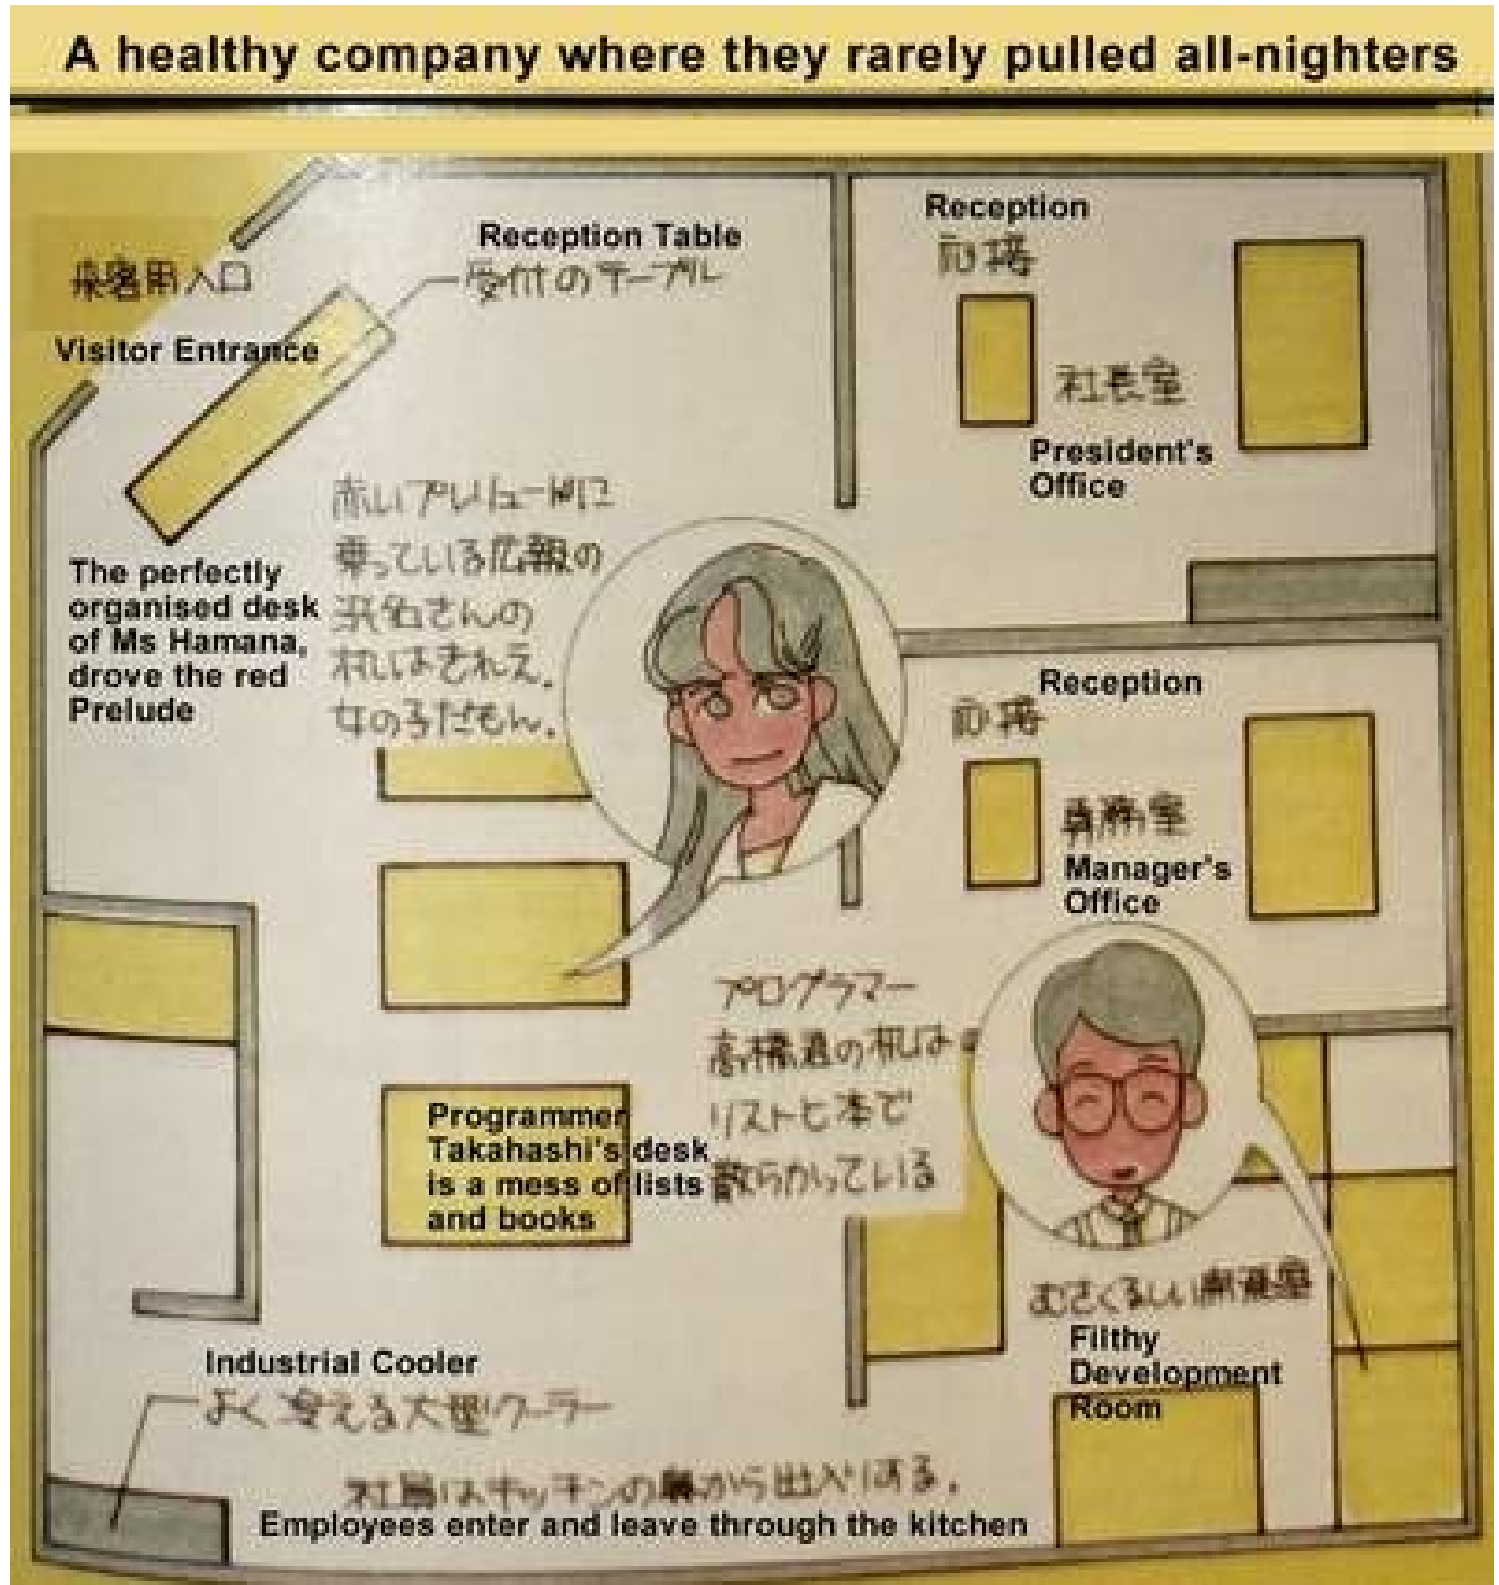 A healthy company where they rarely pulled all-nighters
Reception Table
受付のテーブル
来客用入口
Visitor Entrance
Reception
応接
社長室
President's
Office
赤いプレリュードに
乗っている広報の
浜名さんの
机はきれえ。
女の子だもん。
The perfectly
organised desk
of Ms Hamana,
drove the red
Prelude
Reception
応接
専務室
Manager's
Office
プログラマー
高橋君の机は
リストと本で
散らかっている
Programmer
Takahashi's desk
is a mess of lists
and books
むさくるしい開発室
Filthy
Development
Room
Industrial Cooler
よく冷える大型クーラー
社員はキッチンの扉から出入りする。
Employees enter and leave through the kitchen